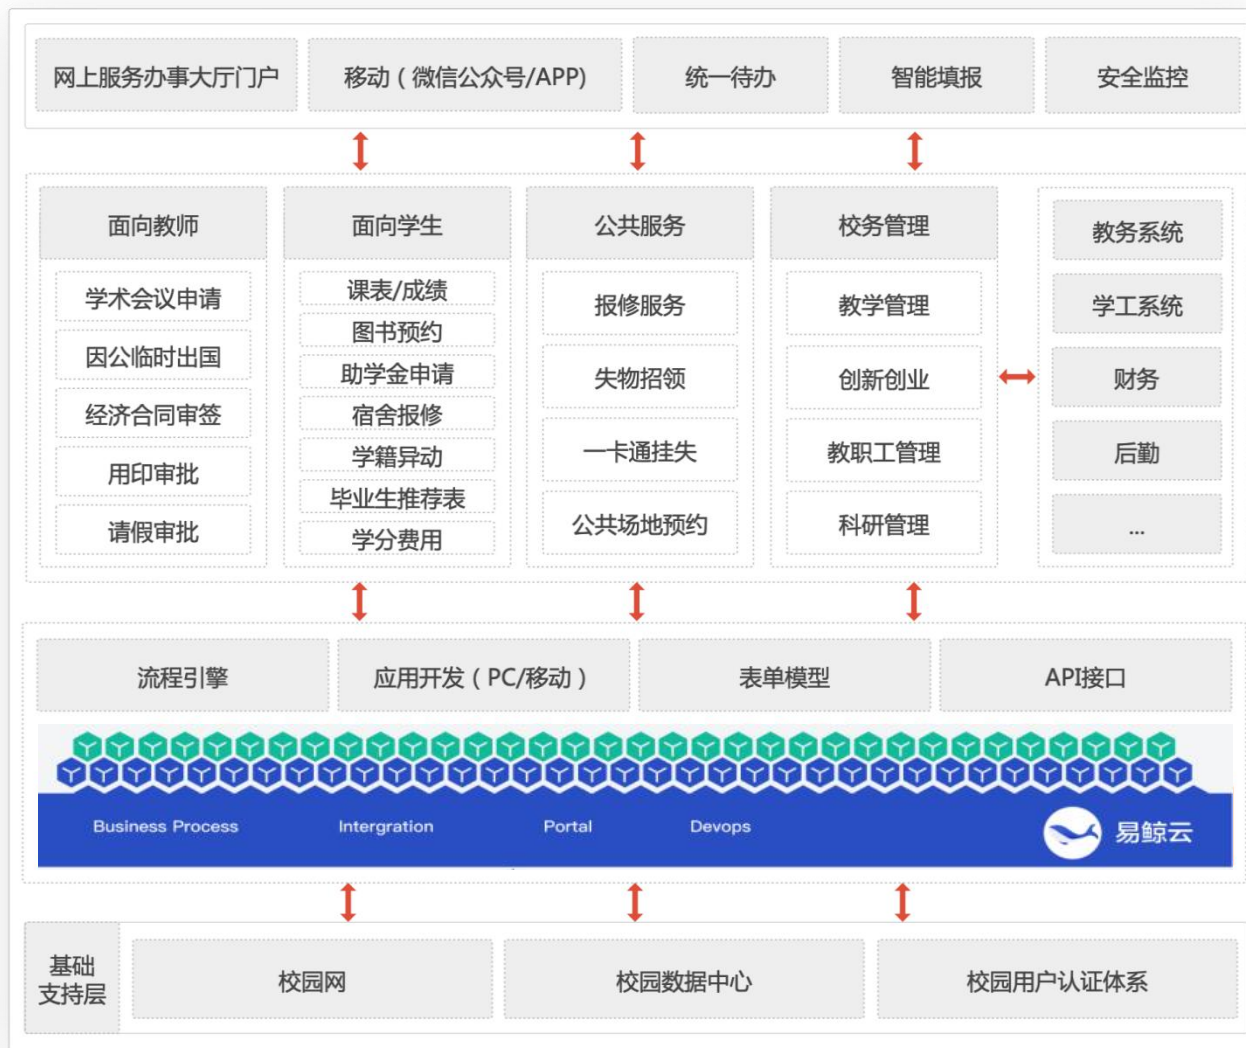 网上服务办事大厅门户
移动（微信公众号/APP)
统一待办
智能填报
安全监控
面向教师
学术会议申请
因公临时出国
经济合同审签
用印审批
请假审批
面向学生
课表/成绩
图书预约
助学金申请
宿舍报修
学籍异动
毕业生推荐表
学分费用
公共服务
报修服务
失物招领
一卡通挂失
公共场地预约
校务管理
教学管理
创新创业
教职工管理
科研管理
教务系统
学工系统
财务
后勤
...
流程引擎
应用开发（PC/移动）
表单模型
API接口
Business Process
Intergration
Portal
Devops
易鲸云
基础
支持层
校园网
校园数据中心
校园用户认证体系